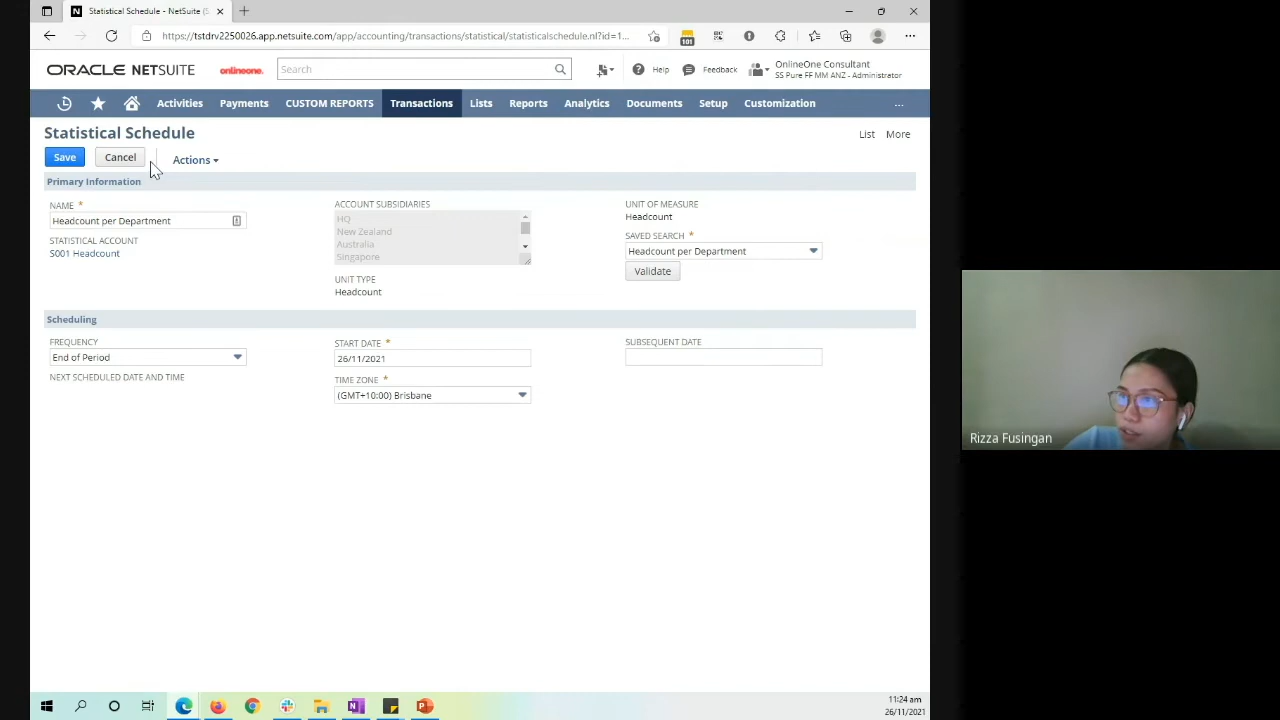 Statistical Schedule - NetSuite (S
https://tstdrv2250026.app.netsuite.com/app/accounting/transactions/statistical/statisticalschedule.nl?id=1...
101
ORACLE NETSUITE
onlineone.
Search
Help
Feedback
OnlineOne Consultant
SS Pure FF MM ANZ - Administrator
Activities Payments CUSTOM REPORTS Transactions Lists Reports Analytics Documents Setup Customization ...
Statistical Schedule
List More
Save Cancel Actions
Primary Information
NAME *
Headcount per Department
STATISTICAL ACCOUNT
S001 Headcount
ACCOUNT SUBSIDIARIES
HQ
New Zealand
Australia
Singapore
UNIT TYPE
Headcount
UNIT OF MEASURE
Headcount
SAVED SEARCH *
Headcount per Department
Validate
Scheduling
FREQUENCY
End of Period
NEXT SCHEDULED DATE AND TIME
START DATE *
26/11/2021
TIME ZONE *
(GMT+10:00) Brisbane
SUBSEQUENT DATE
Rizza Fusingan
11:24 am
26/11/2021